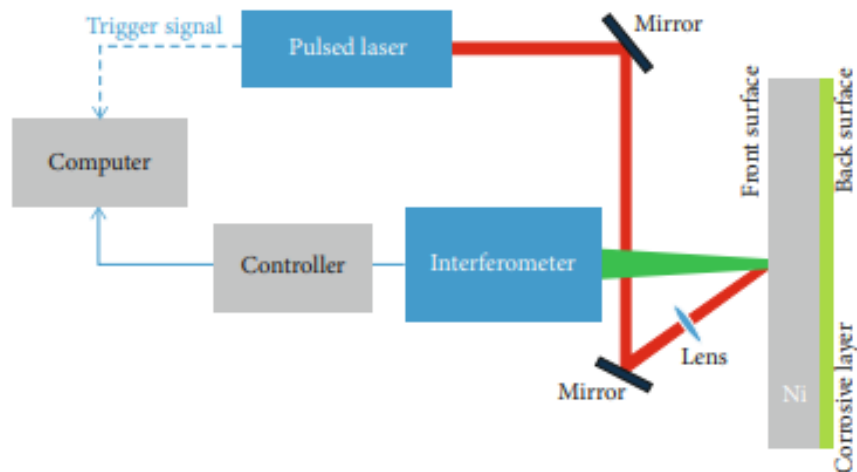 Trigger signal
Pulsed laser
Mirror
Computer
Front surface
Back surface
Controller
Interferometer
Lens
Mirror
Ni
Corrosive layer